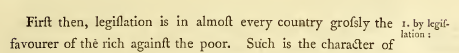 Firſt then, legiſlation is in almoſt every country groſsly the
favourer of the rich againſt the poor. Such is the character of
1. by legiſ-
lation: